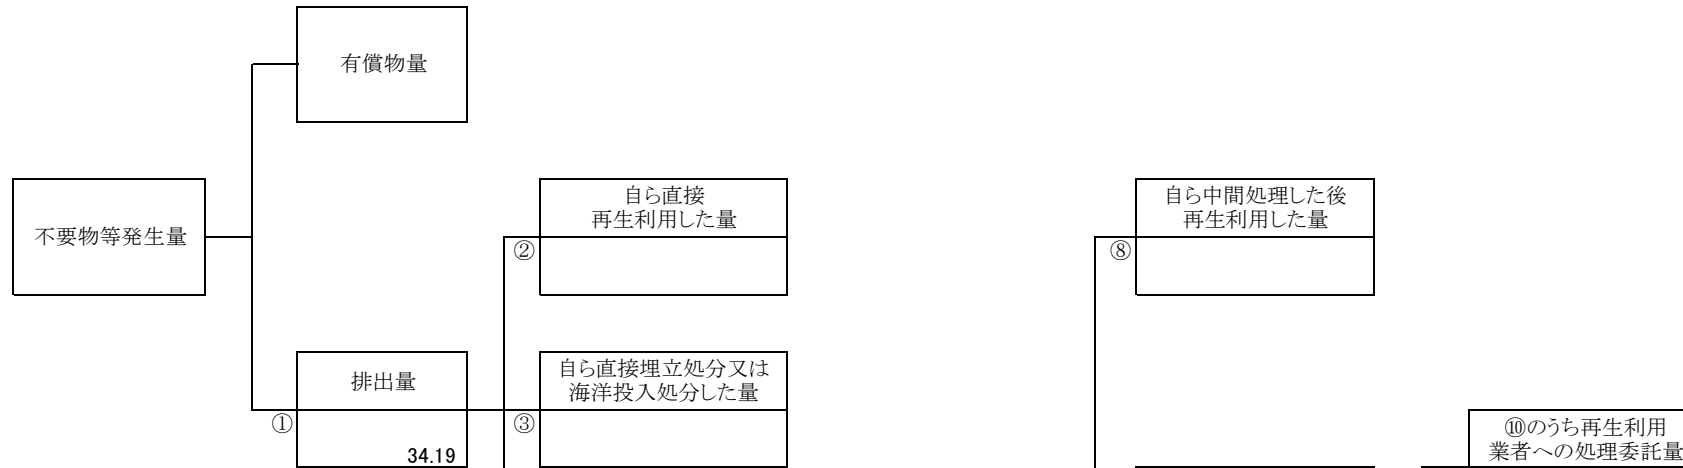 有償物量
自ら直接
再生利用した量
自ら中間処理した後
再生利用した量
不要物等発生量
②
⑧
排出量
自ら直接埋立処分又は
海洋投入処分した量
①
③
34.19
⑩のうち再生利用
業者への処理委託量